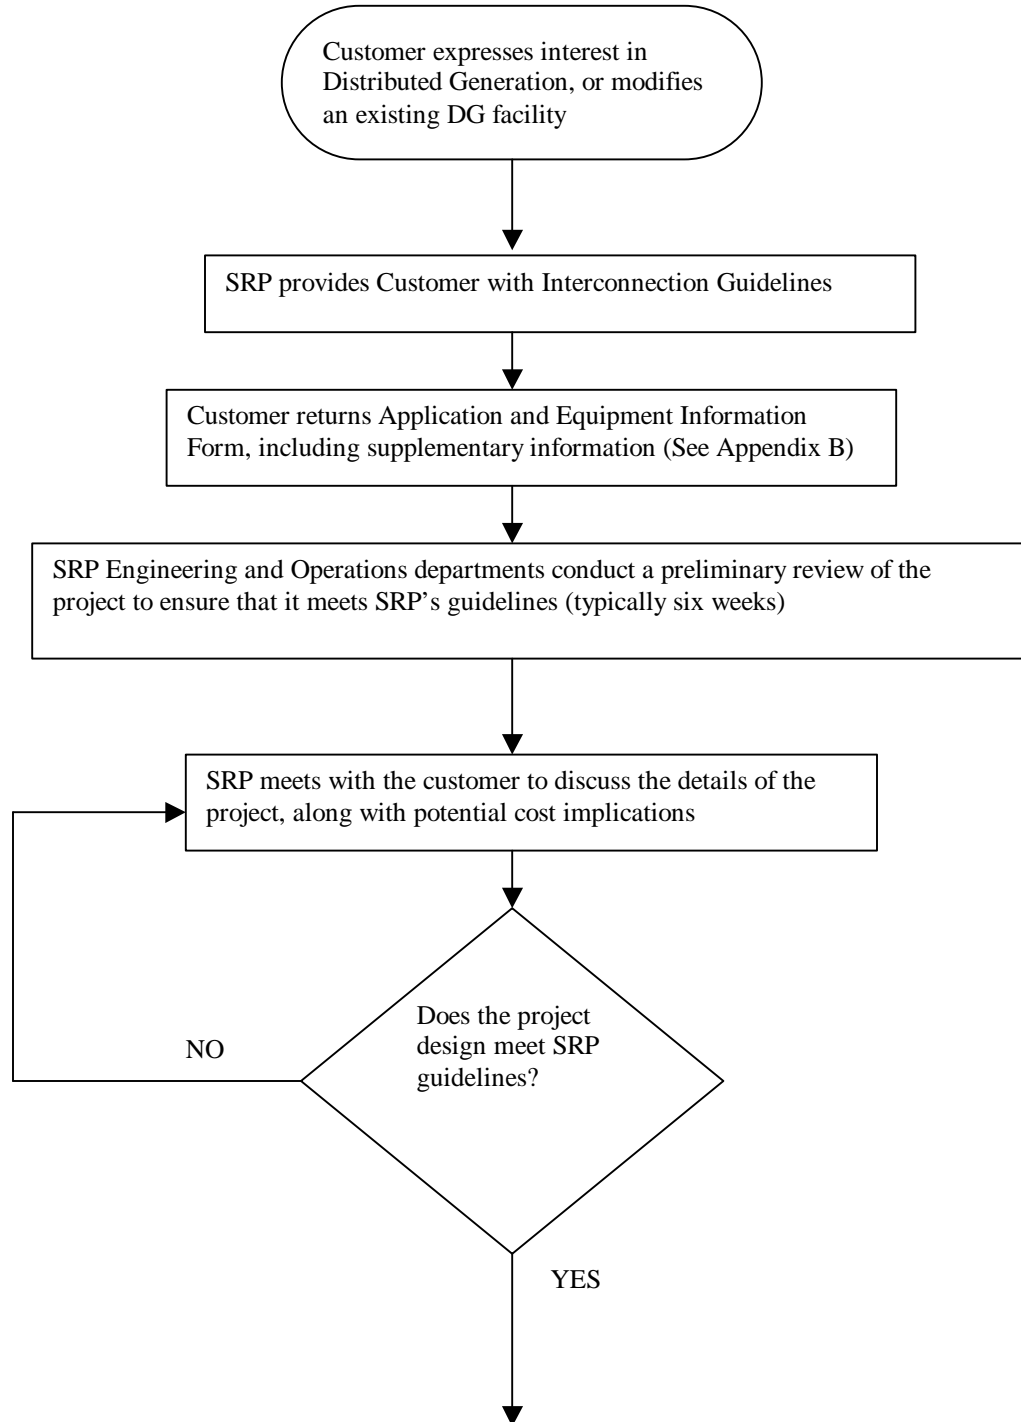 Customer expresses interest in
Distributed Generation, or modifies
an existing DG facility
SRP provides Customer with Interconnection Guidelines
Customer returns Application and Equipment Information
Form, including supplementary information (See Appendix B)
SRP Engineering and Operations departments conduct a preliminary review of the
project to ensure that it meets SRP’s guidelines (typically six weeks)
SRP meets with the customer to discuss the details of the
project, along with potential cost implications
Does the project
design meet SRP
guidelines?
NO
YES